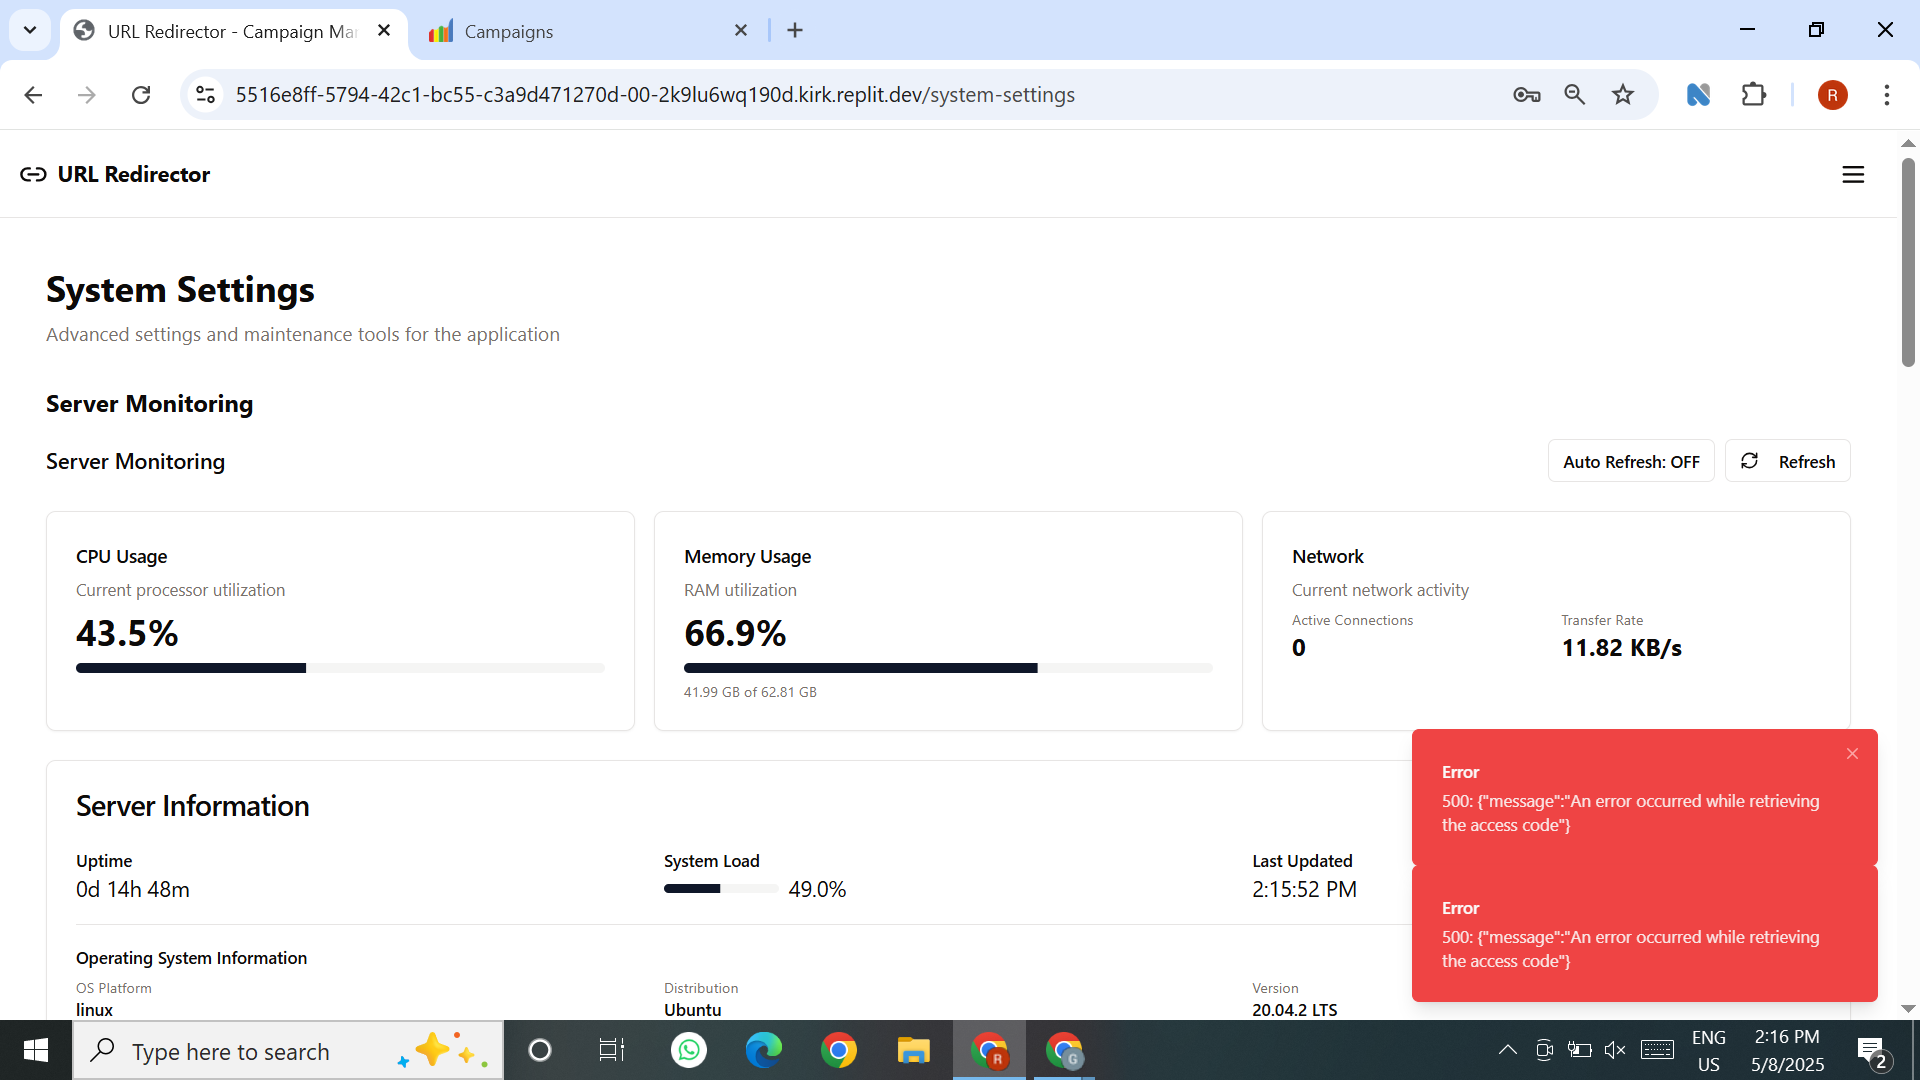 URL Redirector - Campaign Mar
Campaigns
5516e8ff-5794-42c1-bc55-c3a9d471270d-00-2k9lu6wq190d.kirk.replit.dev/system-settings
R
URL Redirector
System Settings
Advanced settings and maintenance tools for the application
Server Monitoring
Server Monitoring
Auto Refresh: OFF
Refresh
CPU Usage
Current processor utilization
43.5%
Memory Usage
RAM utilization
66.9%
41.99 GB of 62.81 GB
Network
Current network activity
Active Connections
0
Transfer Rate
11.82 KB/s
Server Information
Uptime
0d 14h 48m
System Load
49.0%
Last Updated
2:15:52 PM
Operating System Information
OS Platform
linux
Distribution
Ubuntu
Version
20.04.2 LTS
Error
500: {"message":"An error occurred while retrieving
the access code"}
Error
500: {"message":"An error occurred while retrieving
the access code"}
Type here to search
R
G
ENG
US
2:16 PM
5/8/2025
2